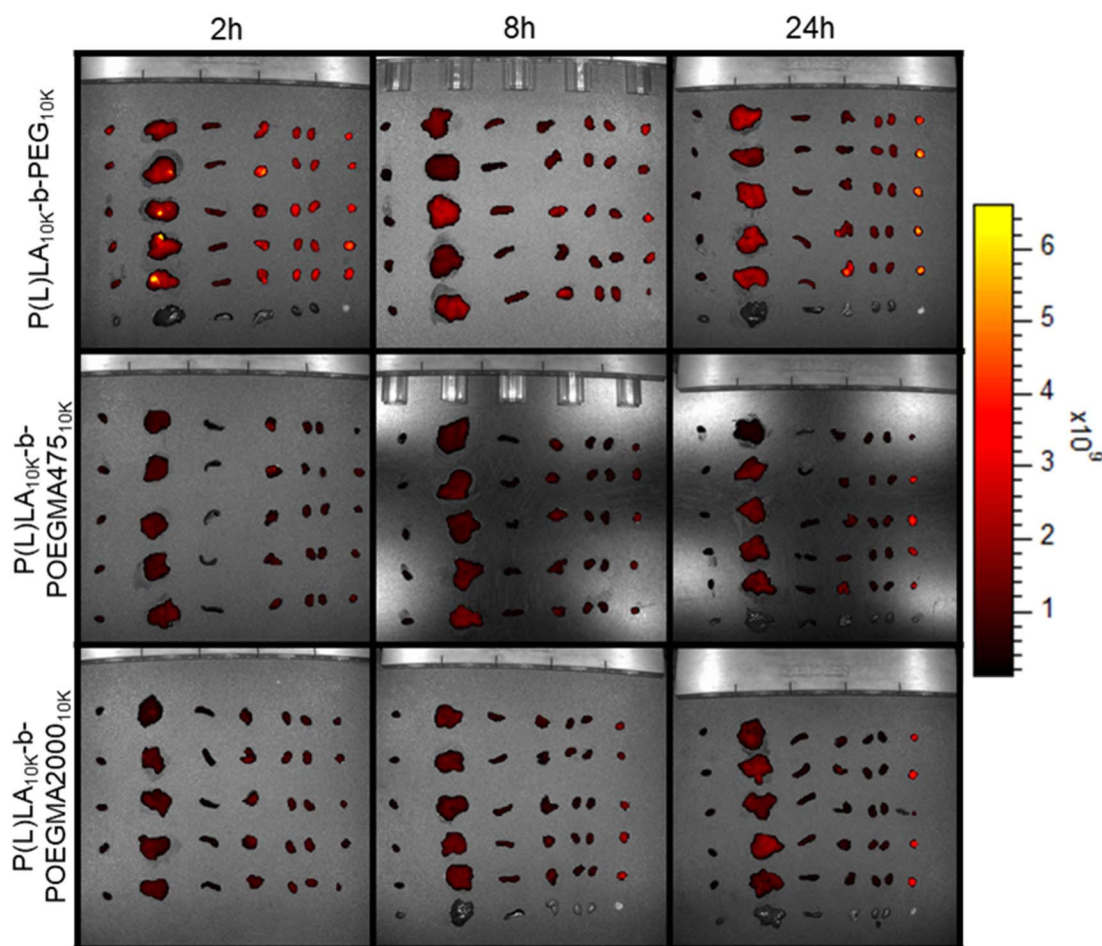 2h 8h 24h
P(L)LA10K-b-PEG10K
P(L)LA10K-b-
POEGMA47510K
P(L)LA10K-b-
POEGMA200010K
6
5
4
3
2
1
x10^9